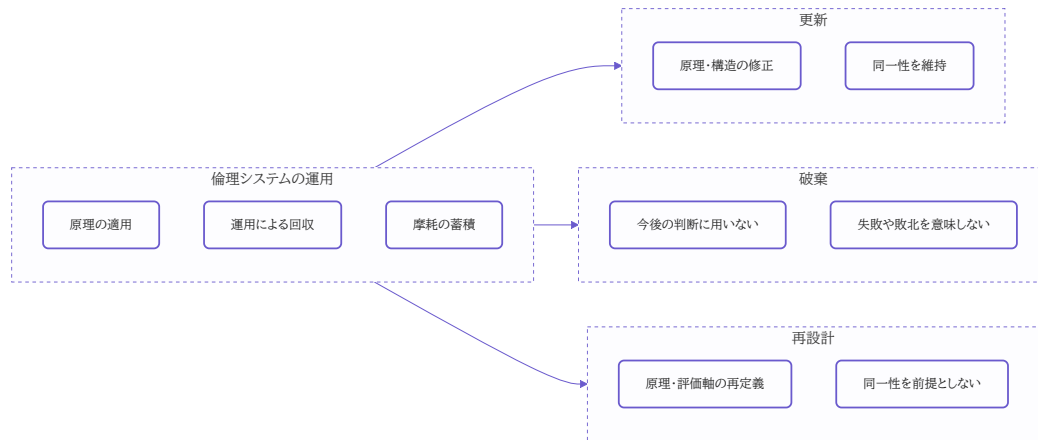 更新
原理・構造の修正
同一性を維持
倫理システムの運用
原理の適用
運用による回収
摩耗の蓄積
破棄
今後の判断に用いない
失敗や敗北を意味しない
再設計
原理・評価軸の再定義
同一性を前提としない